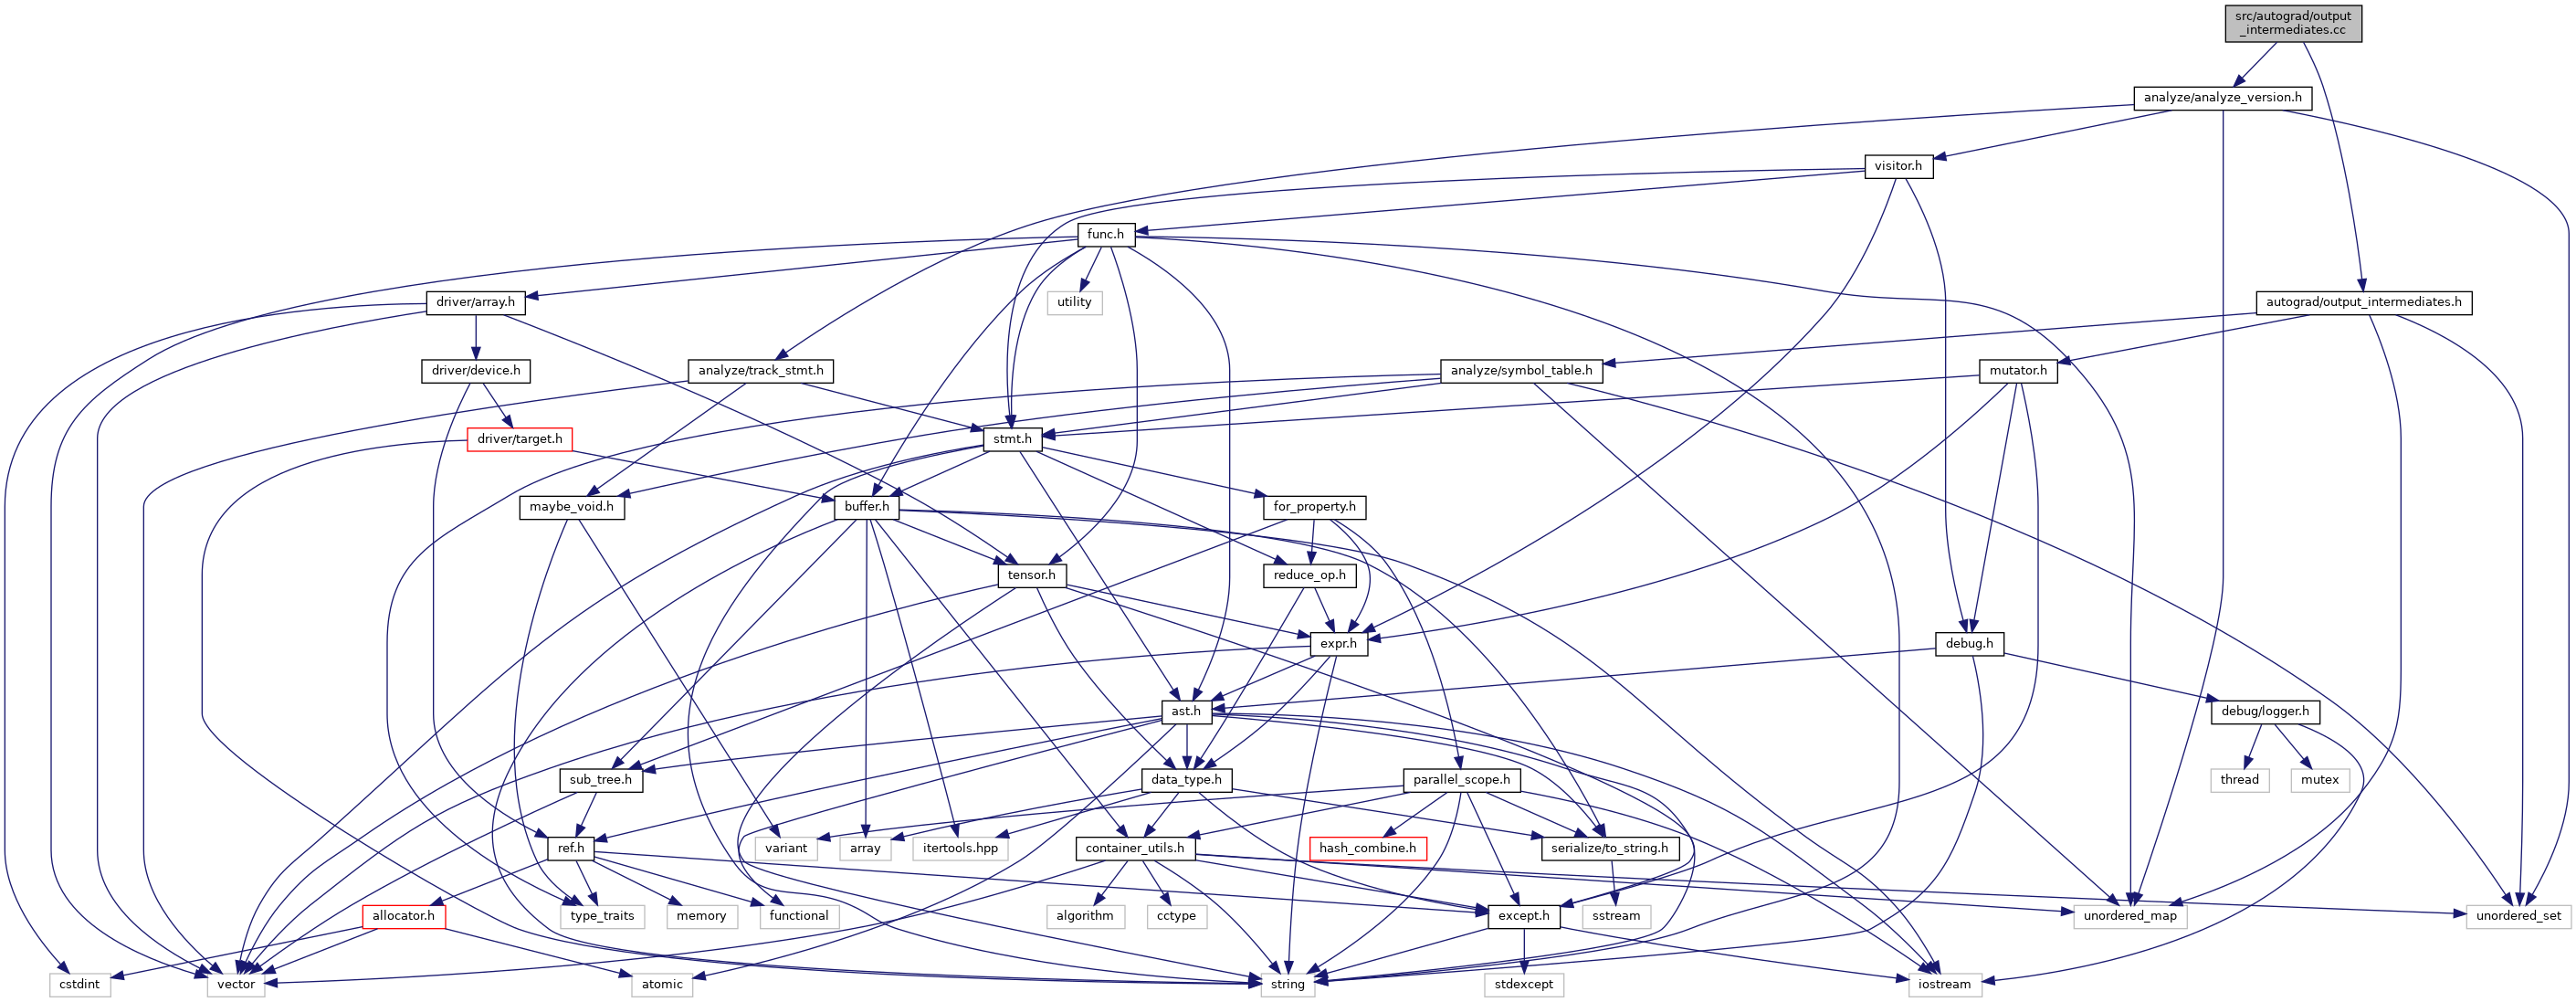 src/autograd/output
_intermediates.cc
analyze/analyze_version.h
visitor.h
func.h
driver/array.h
utility
autograd/output_intermediates.h
driver/device.h
analyze/track_stmt.h
analyze/symbol_table.h
mutator.h
driver/target.h
stmt.h
maybe_void.h
buffer.h
for_property.h
tensor.h
reduce_op.h
expr.h
debug.h
ast.h
debug/logger.h
sub_tree.h
data_type.h
parallel_scope.h
thread
mutex
ref.h
variant
array
itertools.hpp
container_utils.h
hash_combine.h
serialize/to_string.h
allocator.h
type_traits
memory
functional
algorithm
cctype
except.h
sstream
unordered_map
unordered_set
cstdint
vector
atomic
string
stdexcept
iostream